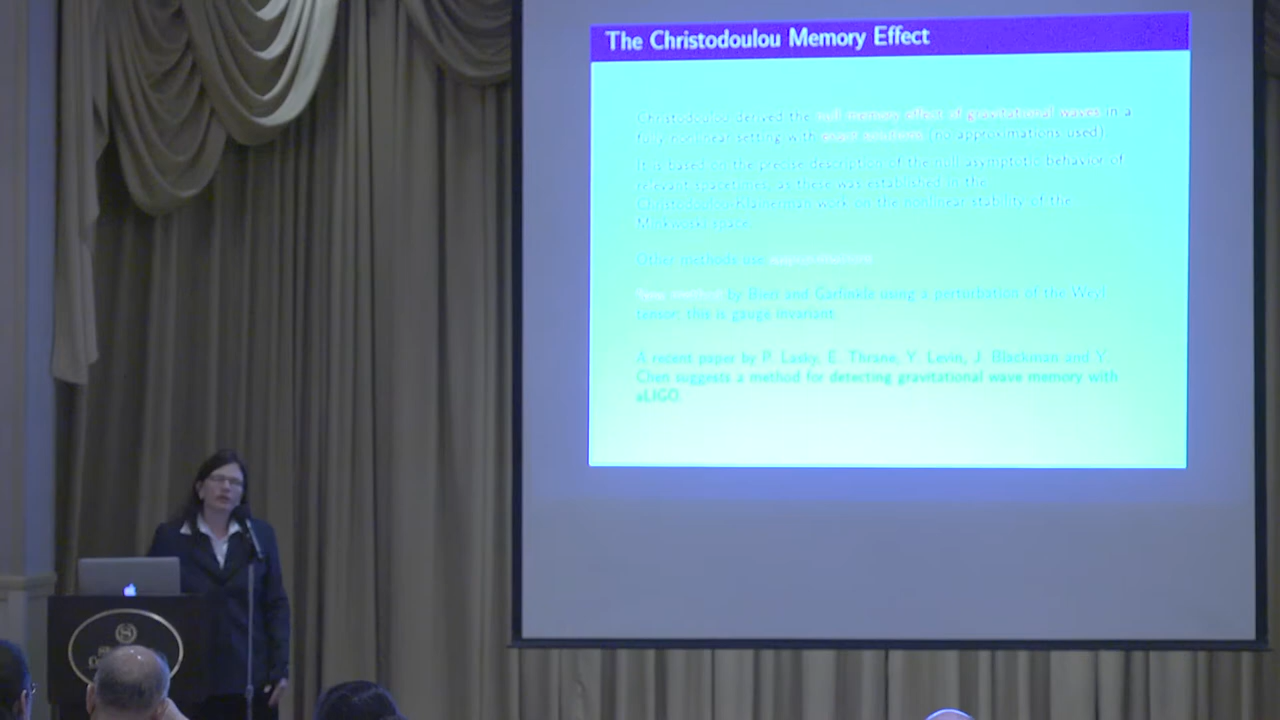 The Christodoulou Memory Effect
Christodoulou derived the null memory effect of gravitational waves in a
fully nonlinear setting with exact solutions (no approximations used)
It is based on the precise description of the null asymptotic behavior of
relevant spacetimes, as these was established in the
Christodoulou-Klainerman work on the nonlinear stability of the
Minkwoski space.
Other methods use
New method by Bieri and Garfinkle using a perturbation of the Weyl
tensor; this is gauge invariant
A recent paper by P. Lasky, E. Thrane, Y. Levin, J. Blackman and Y.
Chen suggests a method for detecting gravitational wave memory with
aLIGO.